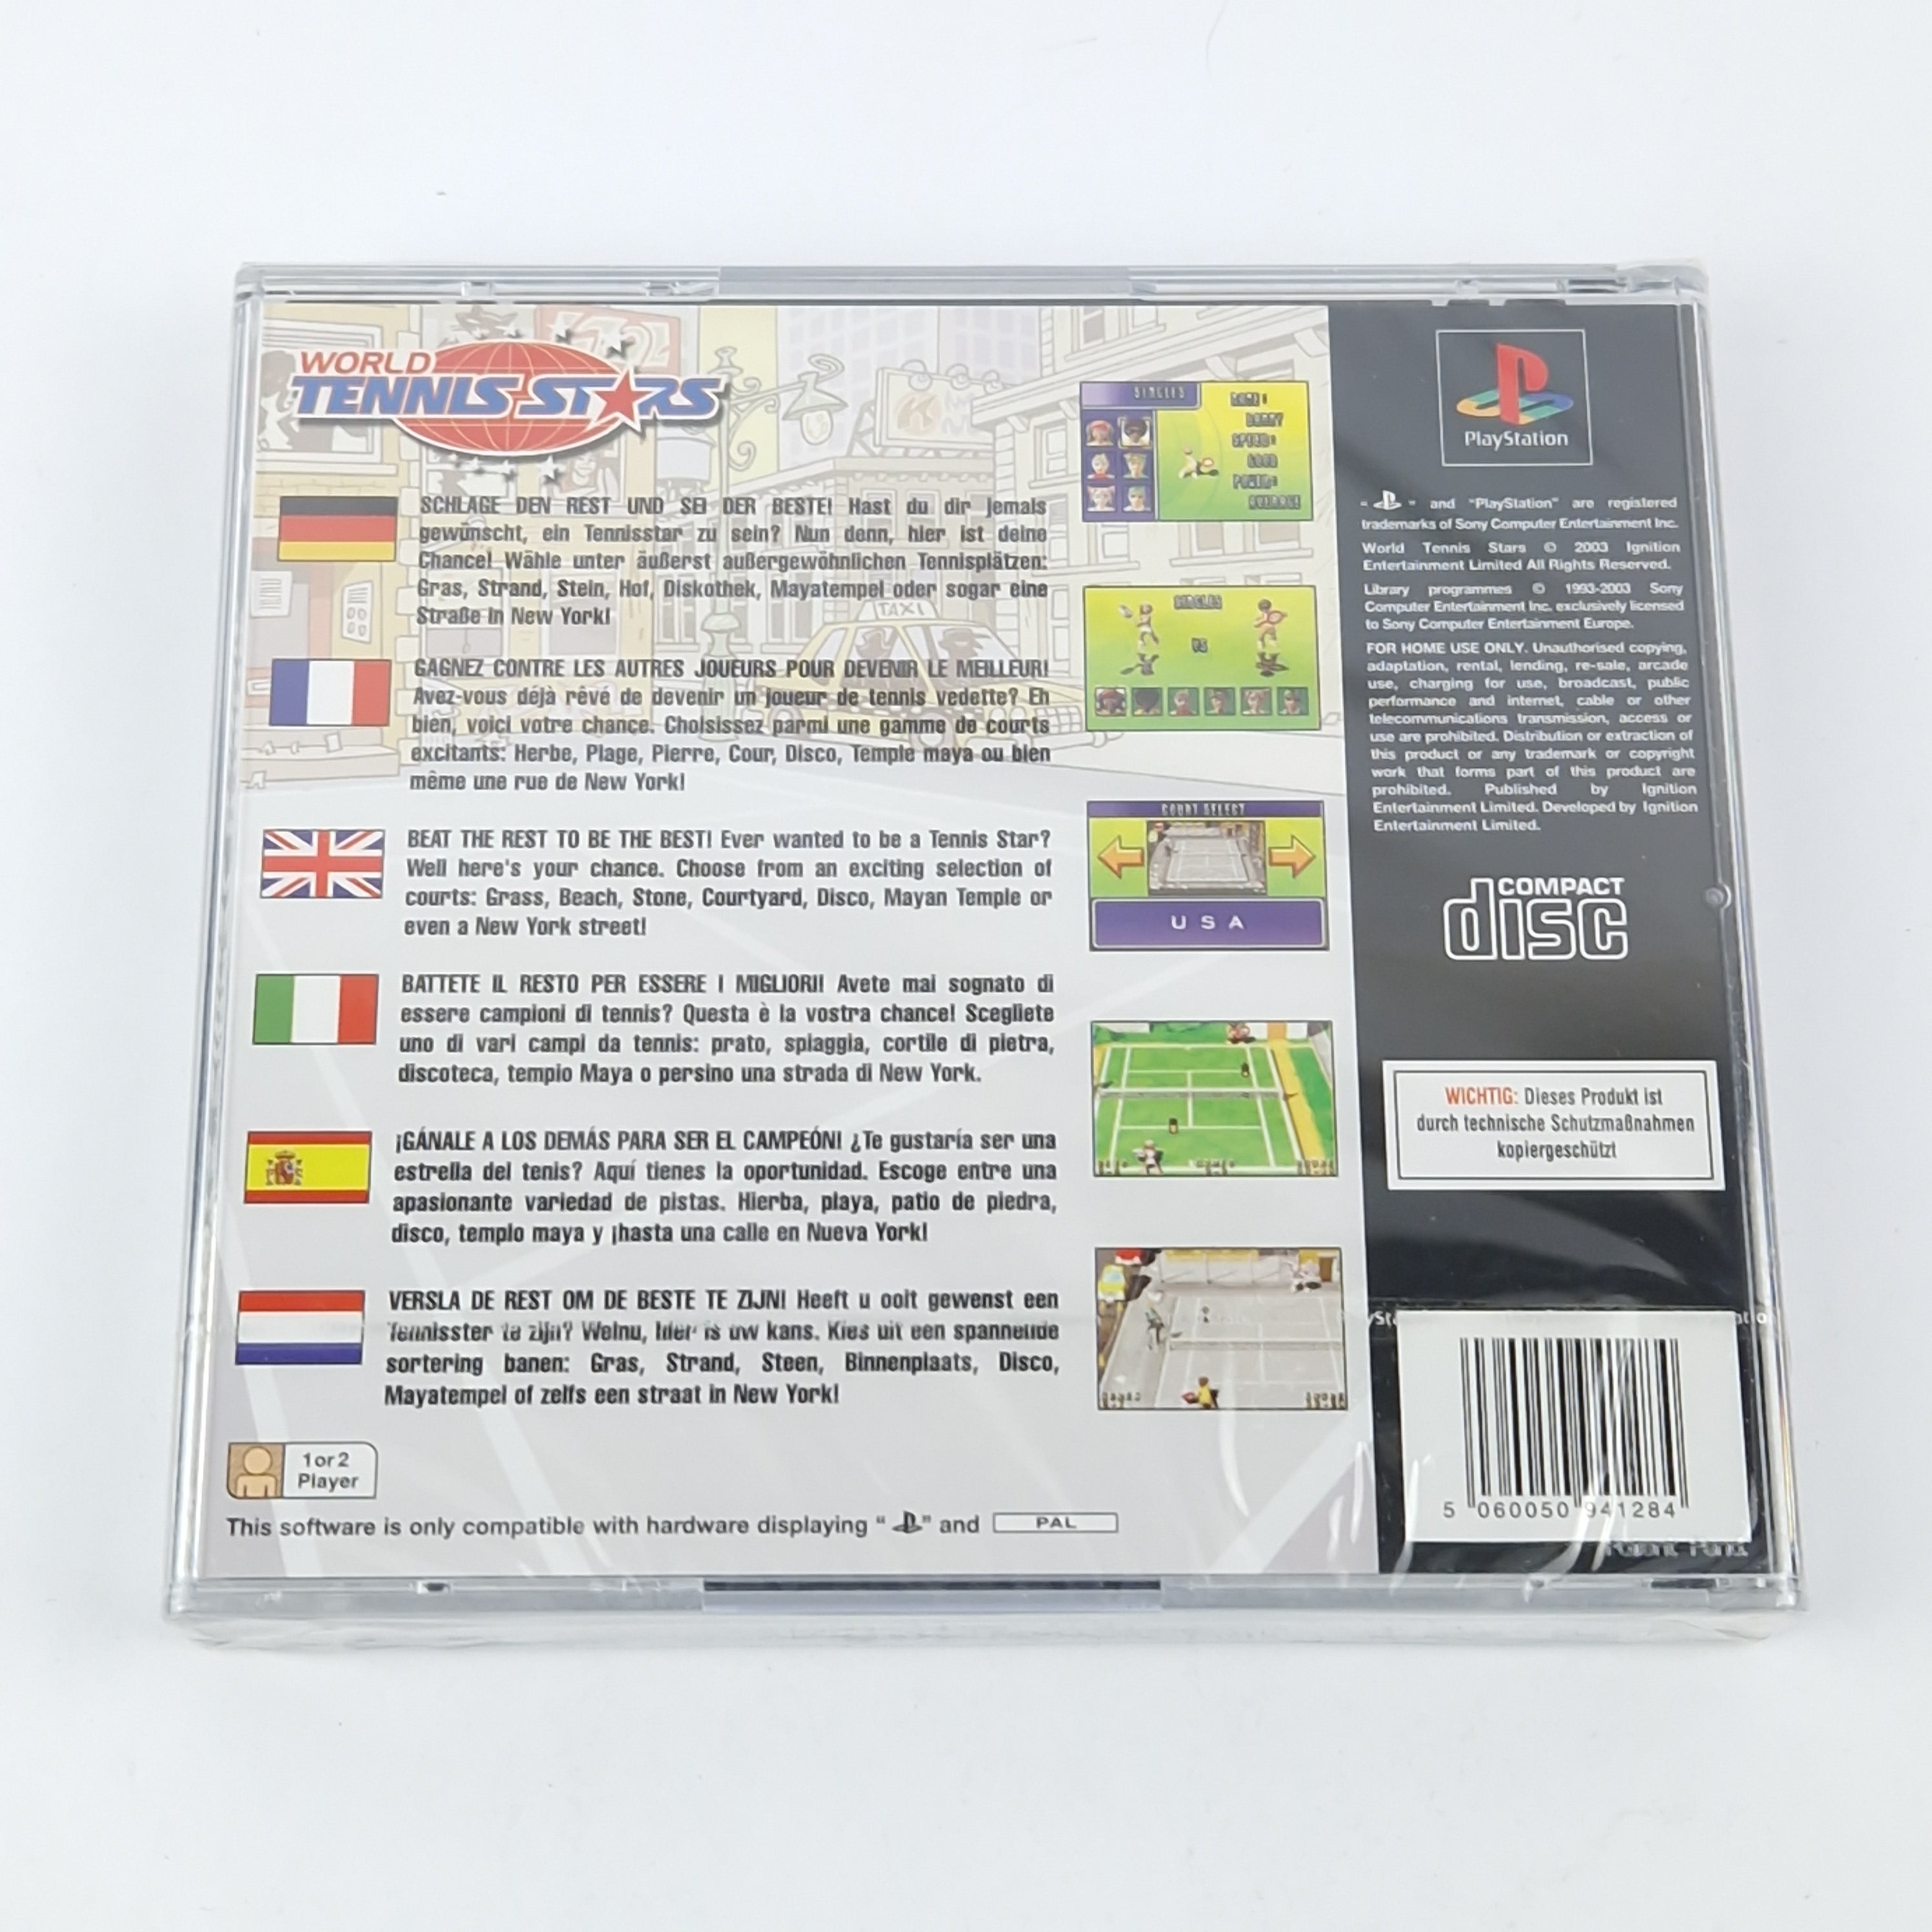 WORLD
TENNIS STARS
SCHLAGE DEN REST UND SEI DER BESTE! Hast du dir jemals
gewünscht, ein Tennisstar zu sein? Nun denn, hier ist deine
Chance! Wähle unter äußerst außergewöhnlichen Tennisplätzen:
Gras, Strand, Stein, Hof, Diskothek, Mayatempel oder sogar eine
Straße in New York!
TAXI
GAGNEZ CONTRE LES AUTRES JOUEURS POUR DEVENIR LE MEILLEUR!
Avez-vous déjà rêvé de devenir un joueur de tennis vedette? Eh
bien, voici votre chance. Choisissez parmi une gamme de courts
excitants: Herbe, Plage, Pierre, Cour, Disco, Temple maya ou bien
même une rue de New York!
BEAT THE REST TO BE THE BEST! Ever wanted to be a Tennis Star?
Well here's your chance. Choose from an exciting selection of
courts: Grass, Beach, Stone, Courtyard, Disco, Mayan Temple or
even a New York street!
BATTETE IL RESTO PER ESSERE I MIGLIORI! Avete mai sognato di
essere campioni di tennis? Questa è la vostra chance! Scegliete
uno di vari campi da tennis: prato, spiaggia, cortile di pietra,
discoteca, tempio Maya o persino una strada di New York.
¡GÁNALE A LOS DEMÁS PARA SER EL CAMPEÓN! ¿Te gustaría ser una
estrella del tenis? Aquí tienes la oportunidad. Escoge entre una
apasionante variedad de pistas. Hierba, playa, patio de piedra,
disco, templo maya y ¡hasta una calle en Nueva York!
VERSLA DE REST OM DE BESTE TE ZIJN! Heeft u ooit gewenst een
Tennisster te zijn? Welnu, hier is uw kans. Kies uit een spannende
sortering banen: Gras, Strand, Steen, Binnenplaats, Disco,
Mayatempel of zelfs een straat in New York!
1 or 2
Player
This software is only compatible with hardware displaying " " and PAL
SINGLES
NAME:
BARRY
SPEED:
GOOD
POWER:
AVERAGE
SINGLES
VS
COURT SELECT
USA
PlayStation
" " and "PlayStation" are registered
trademarks of Sony Computer Entertainment Inc.
World Tennis Stars © 2003 Ignition
Entertainment Limited All Rights Reserved.
Library programmes © 1993-2003 Sony
Computer Entertainment Inc. exclusively licensed
to Sony Computer Entertainment Europe.
FOR HOME USE ONLY. Unauthorised copying,
adaptation, rental, lending, re-sale, arcade
use, charging for use, broadcast, public
performance and internet, cable or other
telecommunications transmission, access or
use are prohibited. Distribution or extraction of
this product or any trademark or copyright
work that forms part of this product are
prohibited. Published by Ignition
Entertainment Limited. Developed by Ignition
Entertainment Limited.
COMPACT
disc
WICHTIG: Dieses Produkt ist
durch technische Schutzmaßnahmen
kopiergeschützt
5 060050 941284